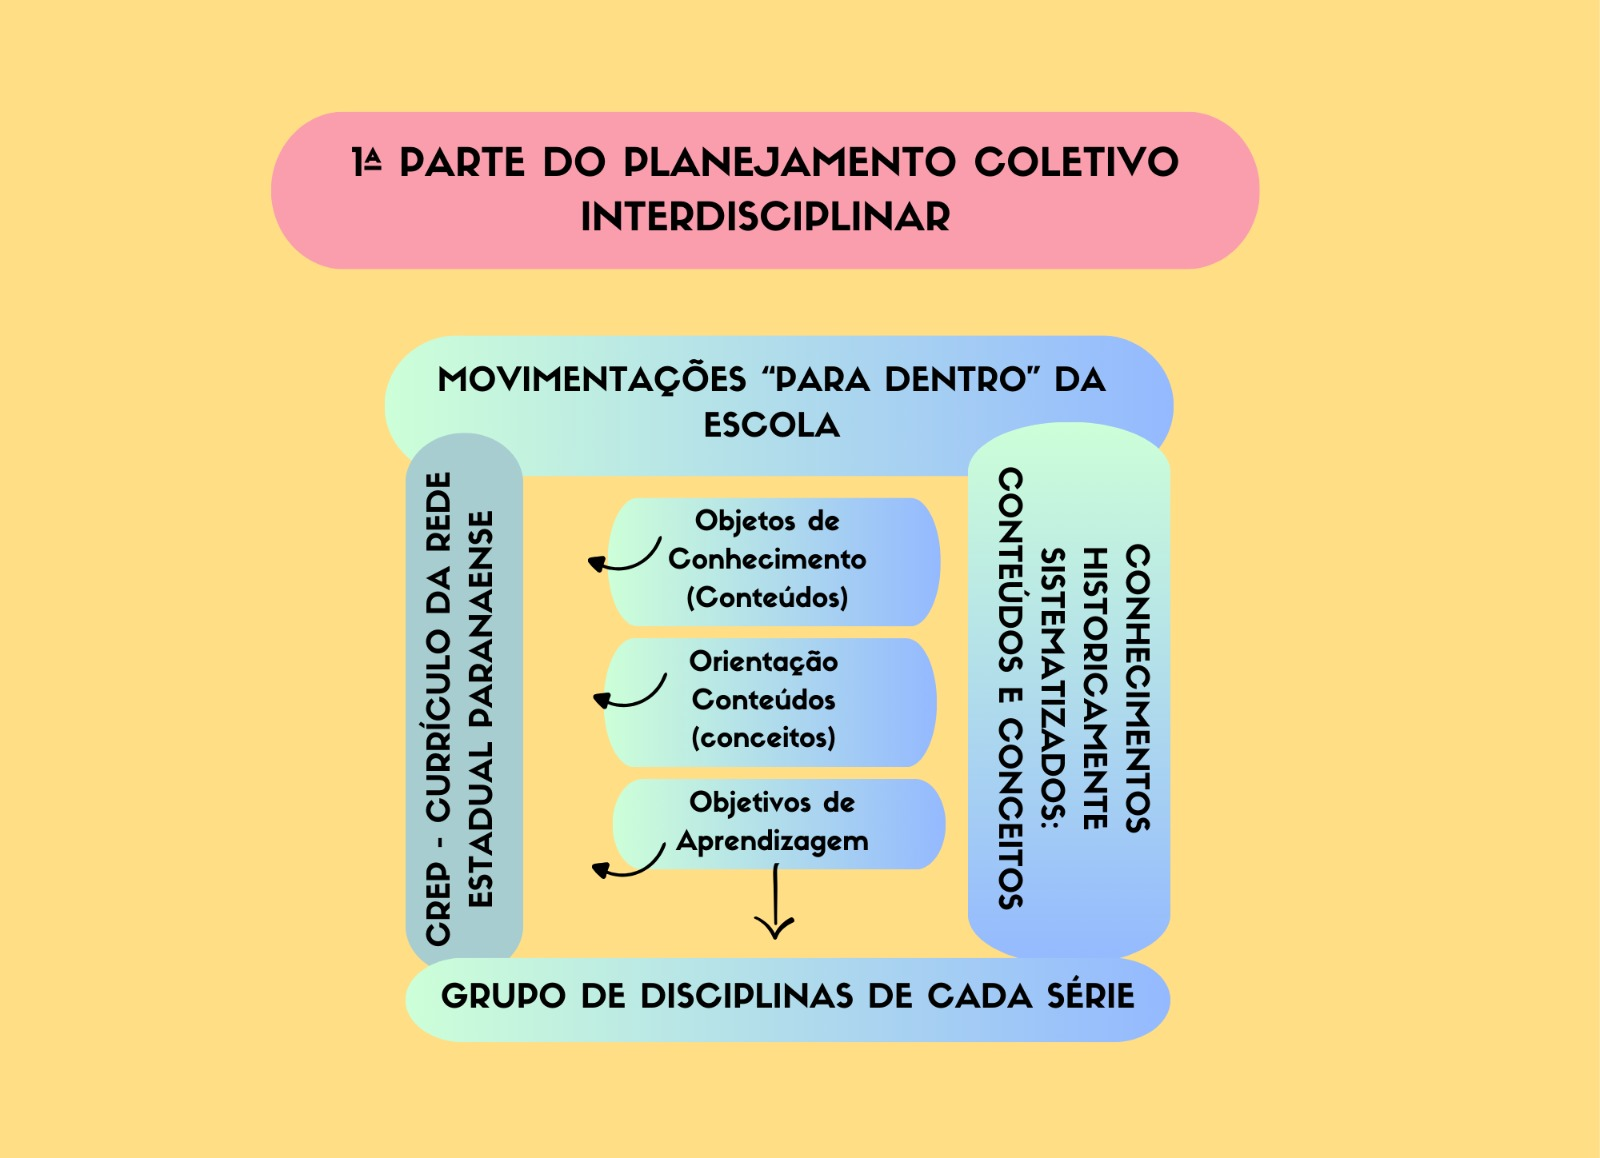 1ª PARTE DO PLANEJAMENTO COLETIVO
INTERDISCIPLINAR
MOVIMENTAÇÕES “PARA DENTRO” DA
ESCOLA
CREP - CURRÍCULO DA REDE
ESTADUAL PARANAENSE
Objetos de
Conhecimento
(Conteúdos)
Orientação
Conteúdos
(conceitos)
Objetivos de
Aprendizagem
CONHECIMENTOS
HISTORICAMENTE
SISTEMATIZADOS:
CONTEÚDOS E CONCEITOS
GRUPO DE DISCIPLINAS DE CADA SÉRIE